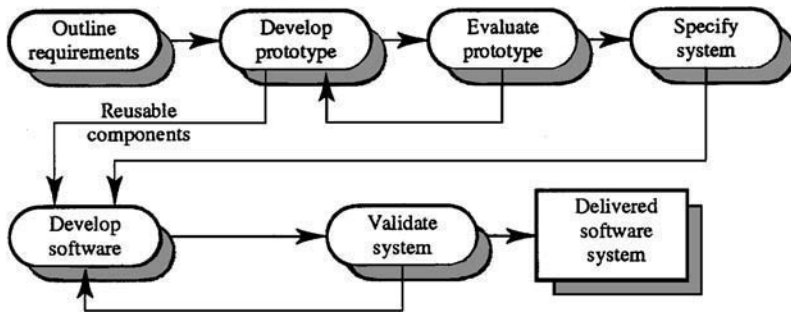 Outline
requirements
Develop
prototype
Evaluate
prototype
Specify
system
Reusable
components
Develop
software
Validate
system
Delivered
software
system